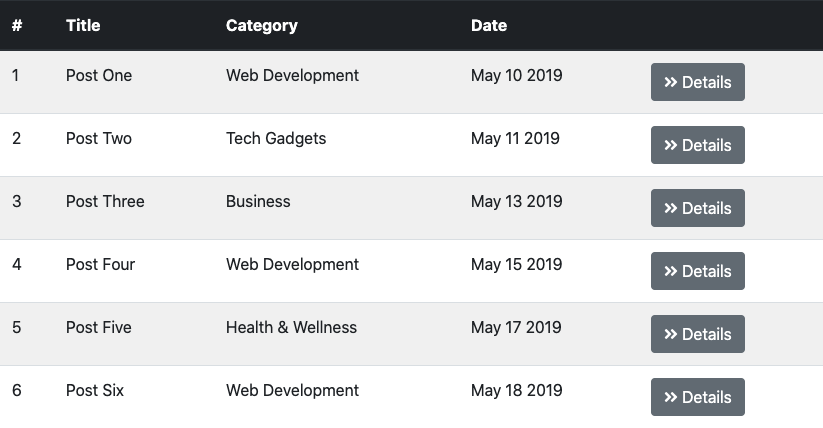 # Title Category Date
1 Post One Web Development May 10 2019 Details
2 Post Two Tech Gadgets May 11 2019 Details
3 Post Three Business May 13 2019 Details
4 Post Four Web Development May 15 2019 Details
5 Post Five Health & Wellness May 17 2019 Details
6 Post Six Web Development May 18 2019 Details